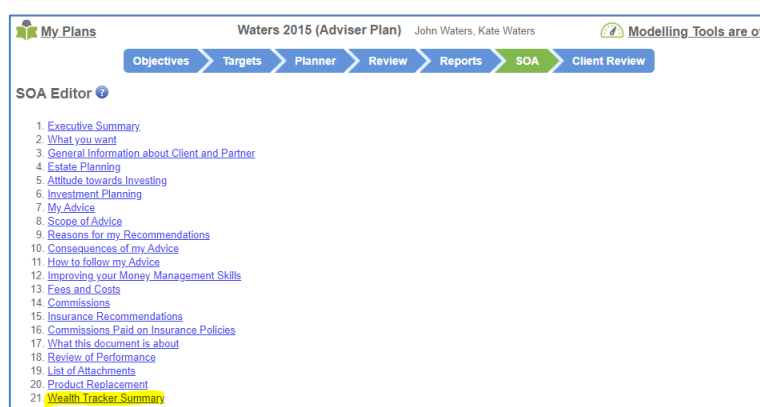 My Plans Waters 2015 (Adviser Plan) John Waters, Kate Waters Modelling Tools are
Objectives Targets Planner Review Reports SOA Client Review
SOA Editor ?
1. Executive Summary
2. What you want
3. General Information about Client and Partner
4. Estate Planning
5. Attitude towards Investing
6. Investment Planning
7. My Advice
8. Scope of Advice
9. Reasons for my Recommendations
10. Consequences of my Advice
11. How to follow my Advice
12. Improving your Money Management Skills
13. Fees and Costs
14. Commissions
15. Insurance Recommendations
16. Commissions Paid on Insurance Policies
17. What this document is about
18. Review of Performance
19. List of Attachments
20. Product Replacement
21. Wealth Tracker Summary